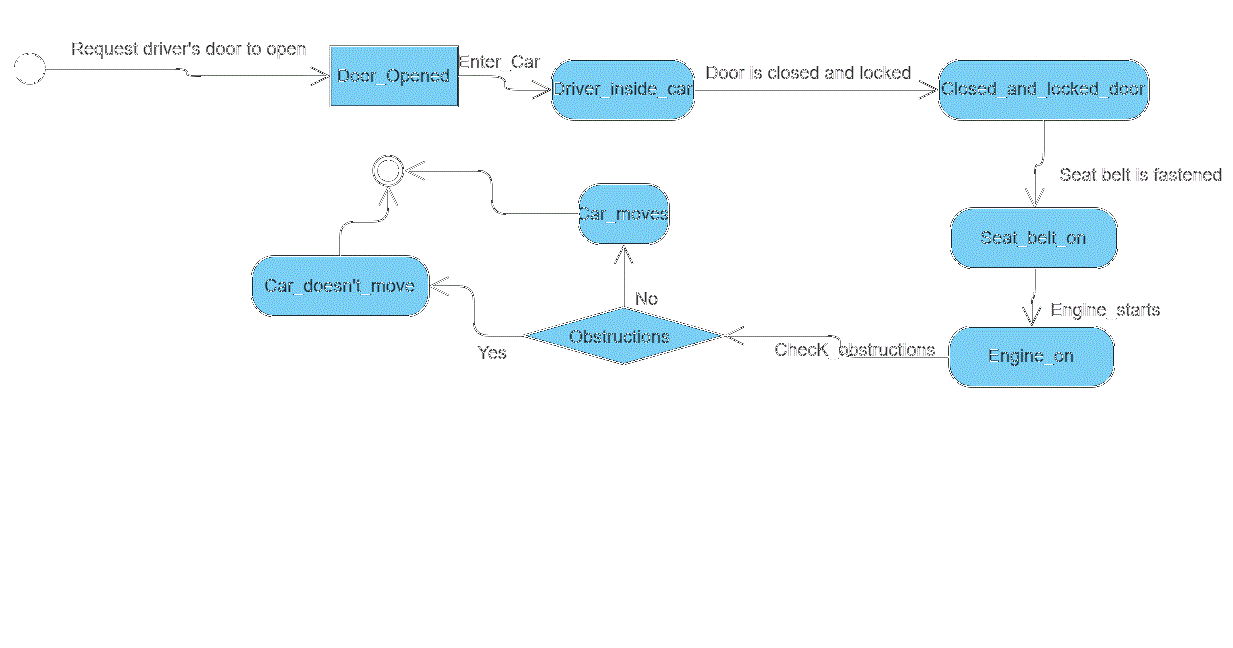 Request driver's door to open
Door_Opened
Enter_Car
Driver_inside_car
Door is closed and locked
Closed_and_locked_door
Seat belt is fastened
Seat_belt_on
Engine_starts
Engine_on
ChecK_obstructions
Obstructiions
No
Car_moves
Yes
Car_doesn't_move